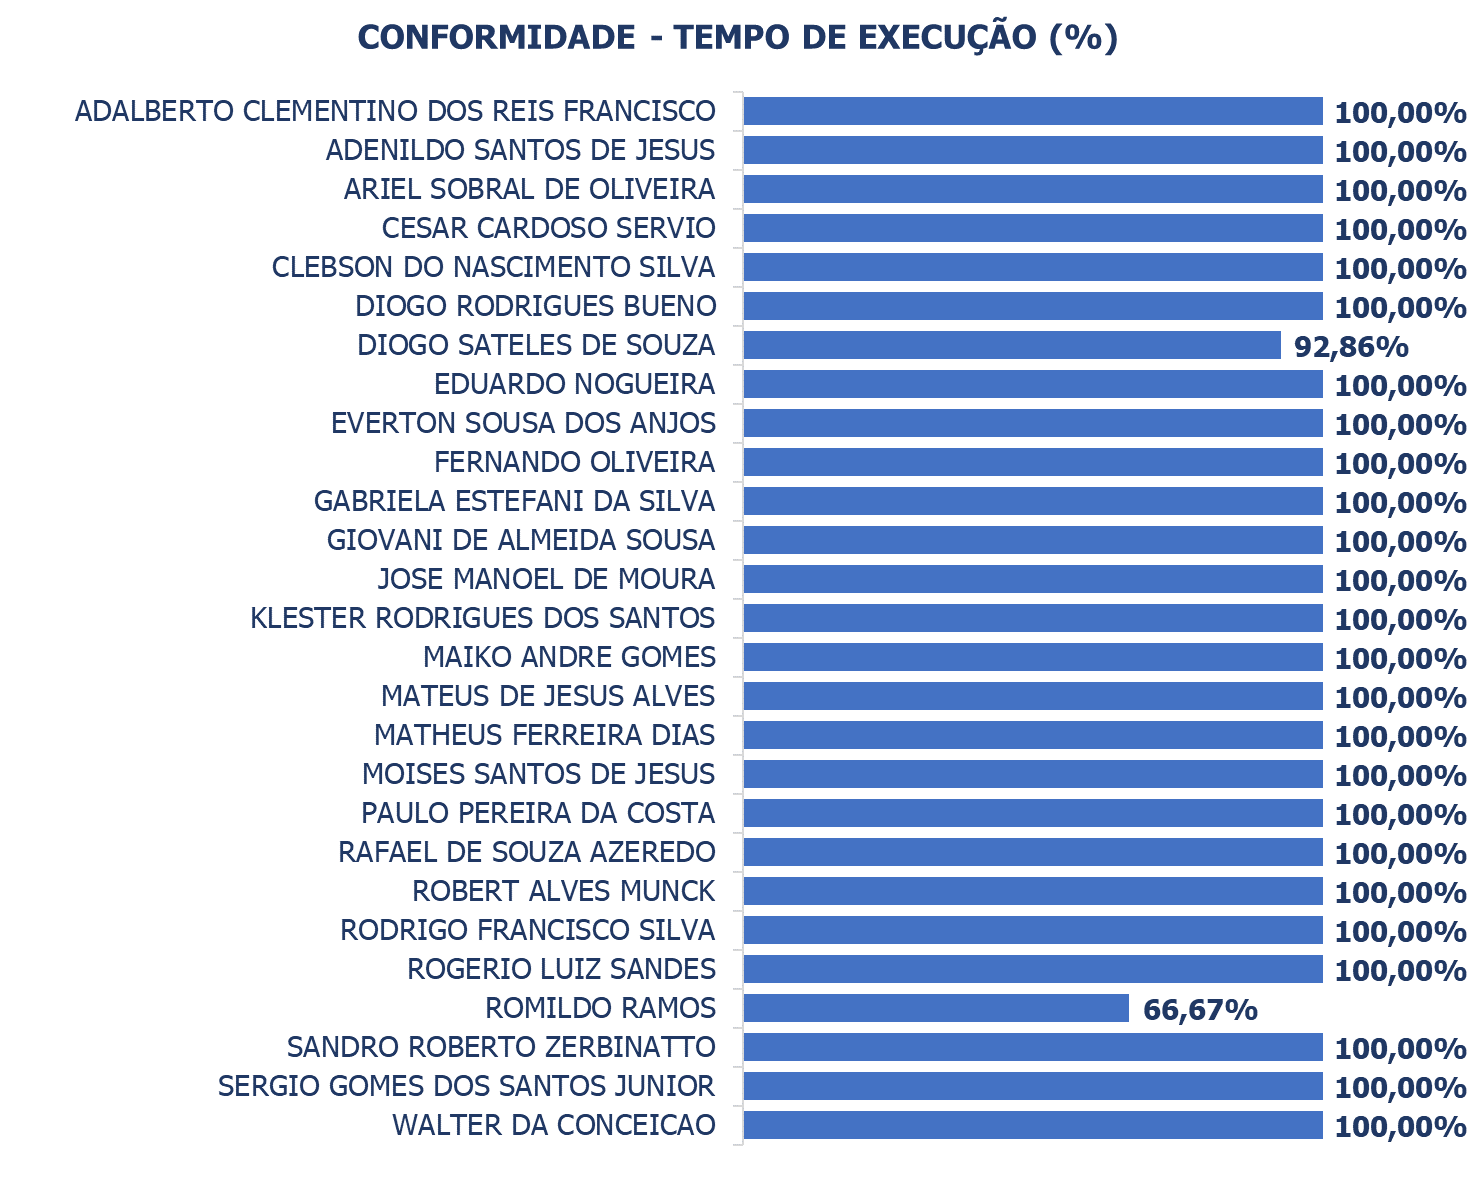 CONFORMIDADE - TEMPO DE EXECUÇÃO (%)
ADALBERTO CLEMENTINO DOS REIS FRANCISCO 100,00%
ADENILDO SANTOS DE JESUS 100,00%
ARIEL SOBRAL DE OLIVEIRA 100,00%
CESAR CARDOSO SERVIO 100,00%
CLEBSON DO NASCIMENTO SILVA 100,00%
DIOGO RODRIGUES BUENO 100,00%
DIOGO SATELES DE SOUZA 92,86%
EDUARDO NOGUEIRA 100,00%
EVERTON SOUSA DOS ANJOS 100,00%
FERNANDO OLIVEIRA 100,00%
GABRIELA ESTEFANI DA SILVA 100,00%
GIOVANI DE ALMEIDA SOUSA 100,00%
JOSE MANOEL DE MOURA 100,00%
KLESTER RODRIGUES DOS SANTOS 100,00%
MAIKO ANDRE GOMES 100,00%
MATEUS DE JESUS ALVES 100,00%
MATHEUS FERREIRA DIAS 100,00%
MOISES SANTOS DE JESUS 100,00%
PAULO PEREIRA DA COSTA 100,00%
RAFAEL DE SOUZA AZEREDO 100,00%
ROBERT ALVES MUNCK 100,00%
RODRIGO FRANCISCO SILVA 100,00%
ROGERIO LUIZ SANDES 100,00%
ROMILDO RAMOS 66,67%
SANDRO ROBERTO ZERBINATTO 100,00%
SERGIO GOMES DOS SANTOS JUNIOR 100,00%
WALTER DA CONCEICAO 100,00%